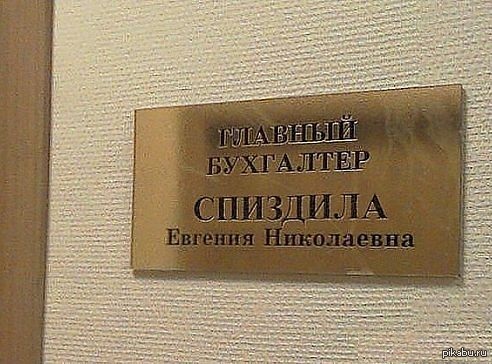 ГЛАВНЫЙ
БУХГАЛТЕР
СПИЗДИЛА
Евгения Николаевна
pikabu.ru